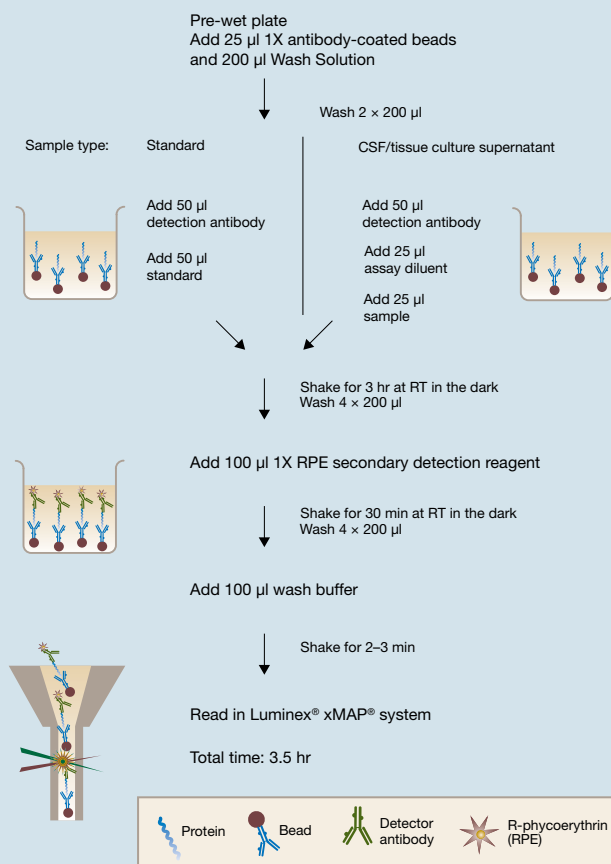 Pre-wet plate
Add 25 µl 1X antibody-coated beads
and 200 µl Wash Solution
Wash 2 × 200 µl
Sample type:
Standard
CSF/tissue culture supernatant
Add 50 µl
detection antibody
Add 50 µl
standard
Add 50 µl
detection antibody
Add 25 µl
assay diluent
Add 25 µl
sample
Shake for 3 hr at RT in the dark
Wash 4 × 200 µl
Add 100 µl 1X RPE secondary detection reagent
Shake for 30 min at RT in the dark
Wash 4 × 200 µl
Add 100 µl wash buffer
Shake for 2–3 min
Read in Luminex® xMAP® system
Total time: 3.5 hr
Protein
Bead
Detector
antibody
R-phycoerythrin
(RPE)